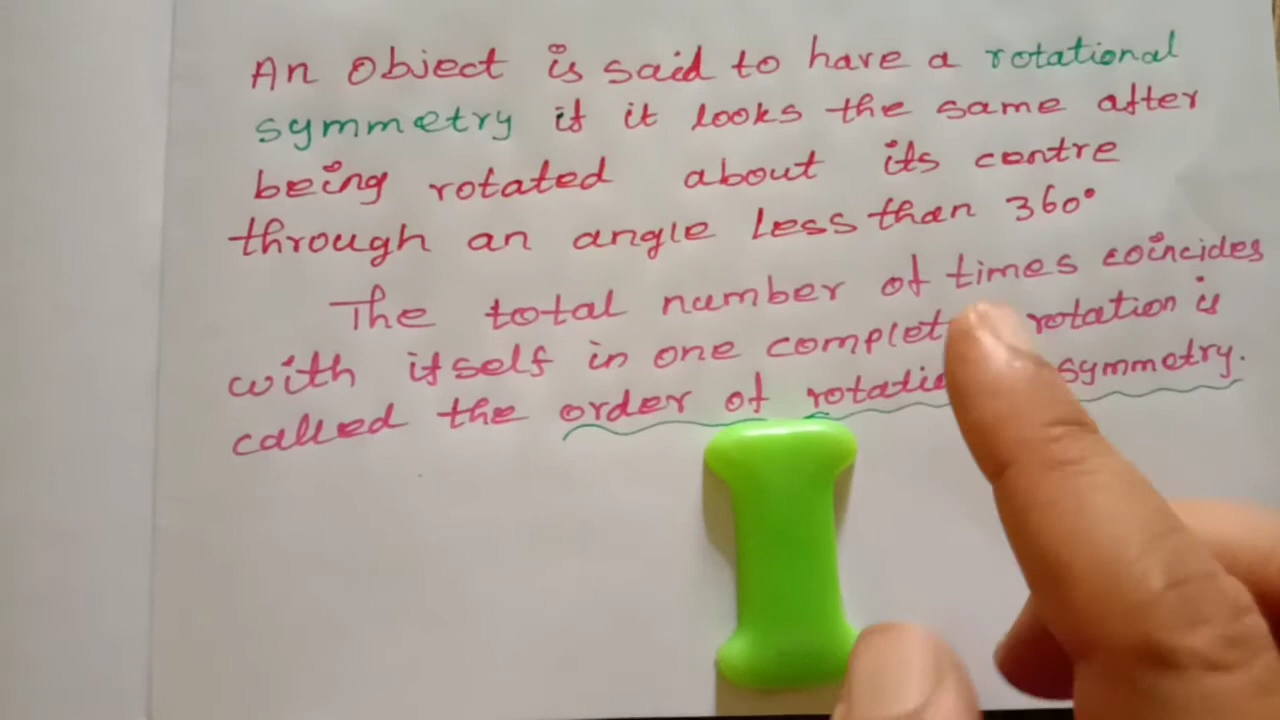 An object is said to have a rotational
symmetry if it looks the same after
being rotated about its centre
through an angle less than 360°
The total number of times coincides
with itself in one complet rotation is
called the order of rotatio symmetry.